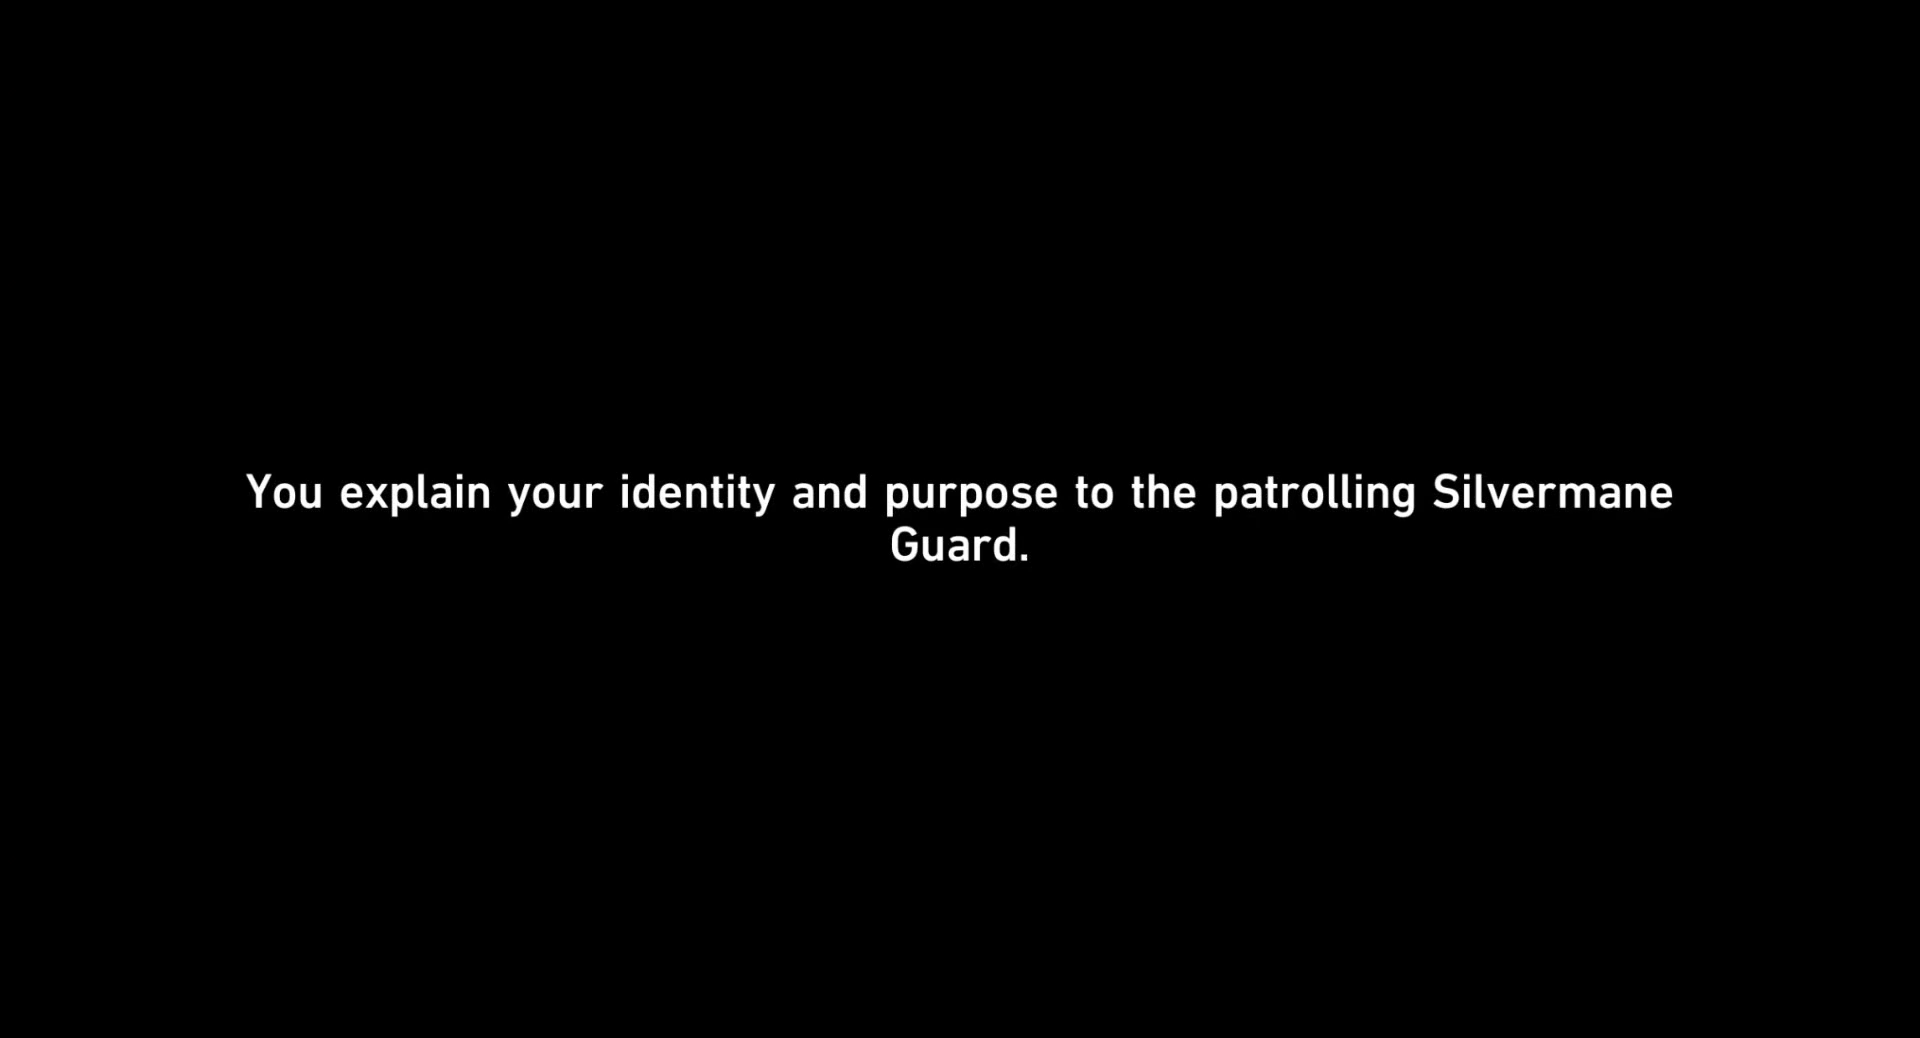 You explain your identity and purpose to the patrolling Silvermane
Guard.